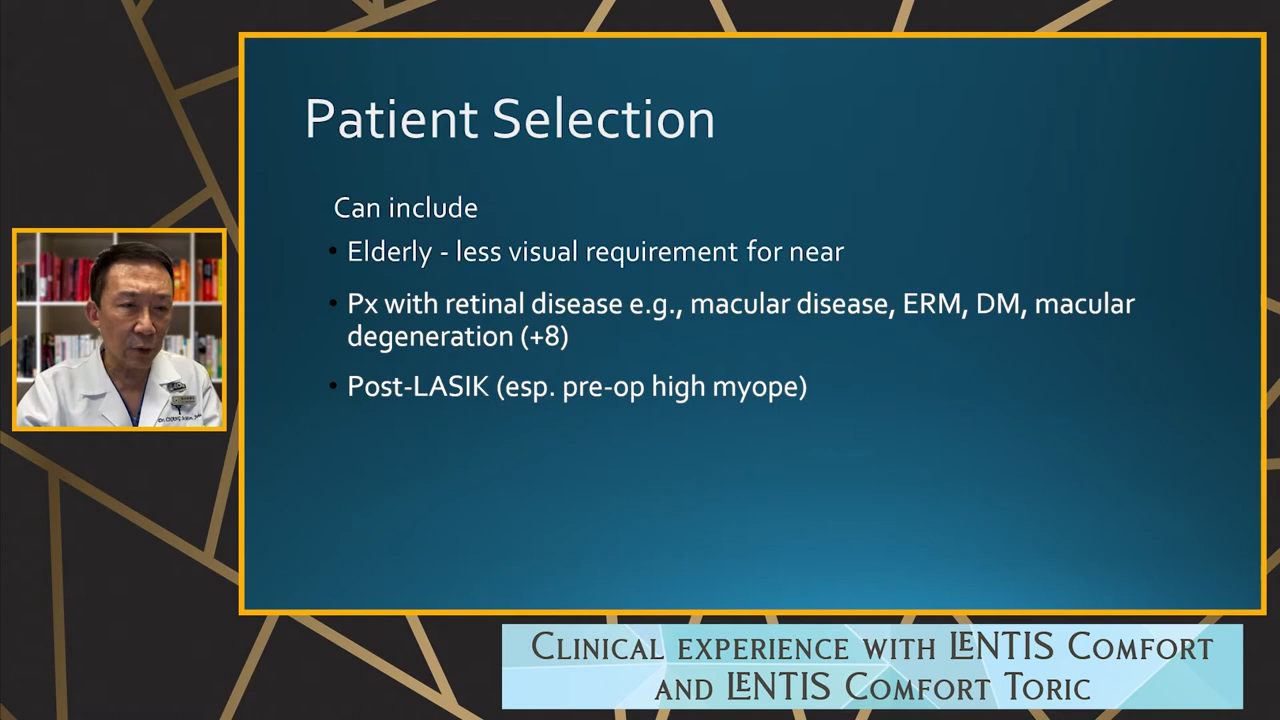 Patient Selection
Can include
• Elderly - less visual requirement for near
• Px with retinal disease e.g., macular disease, ERM, DM, macular
degeneration (+8)
• Post-LASIK (esp. pre-op high myope)
Clinical experience with LENTIS Comfort
and LENTIS Comfort Toric